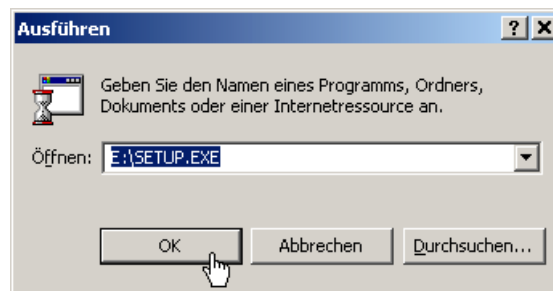 Ausführen
Geben Sie den Namen eines Programms, Ordners,
Dokuments oder einer Internetressource an.
Öffnen: E:\SETUP.EXE
OK Abbrechen Durchsuchen...